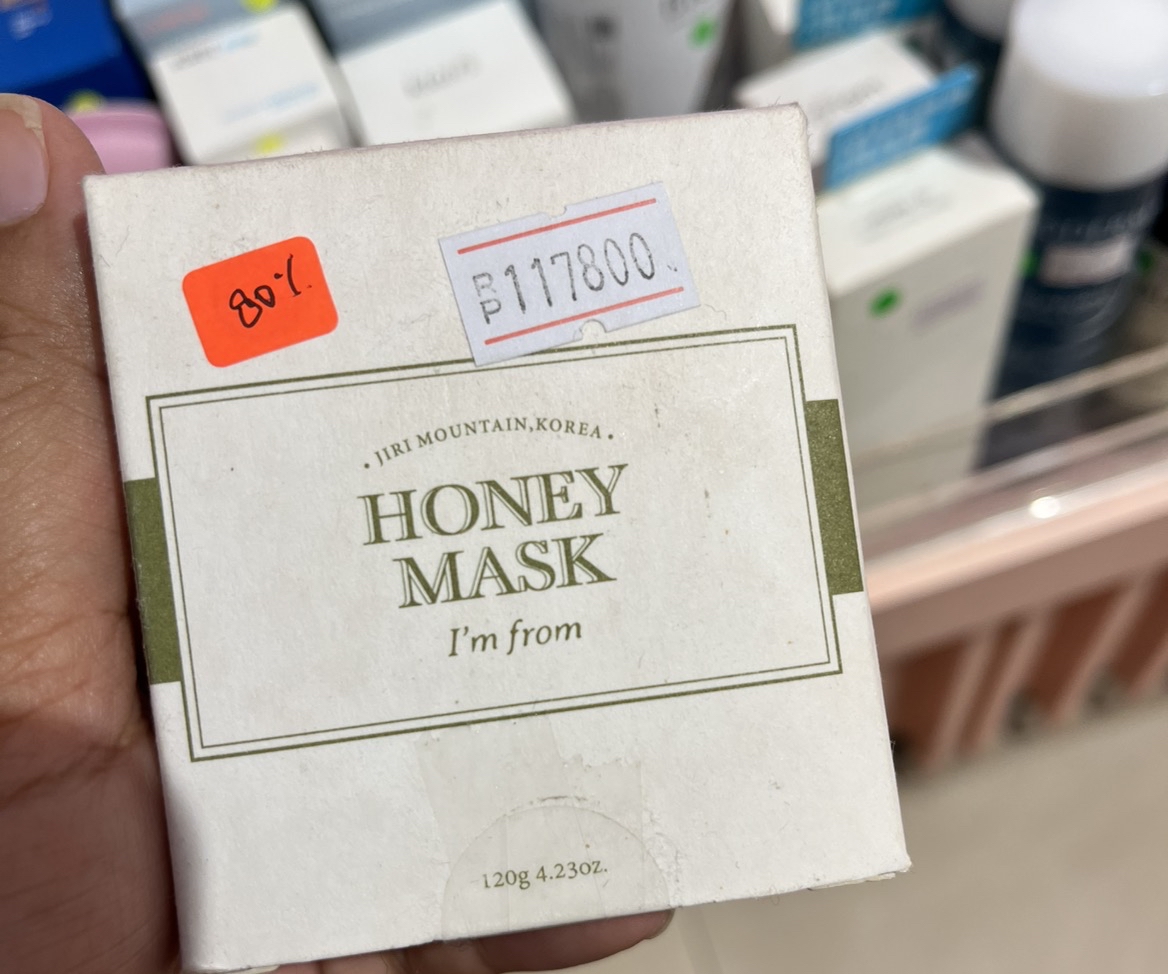 80%
RP117800
• JIRI MOUNTAIN,KOREA •
HONEY
MASK
I'm from
120g 4.23oz.